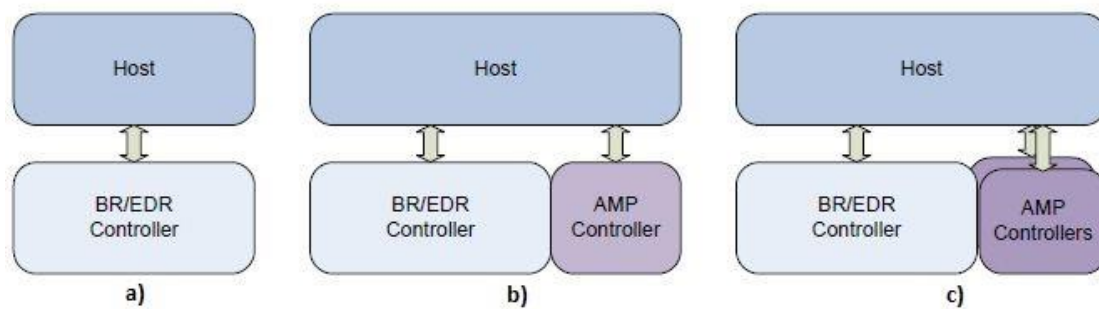 Host
BR/EDR
Controller
a)
Host
BR/EDR
Controller
AMP
Controller
b)
Host
BR/EDR
Controller
AMP
Controllers
c)